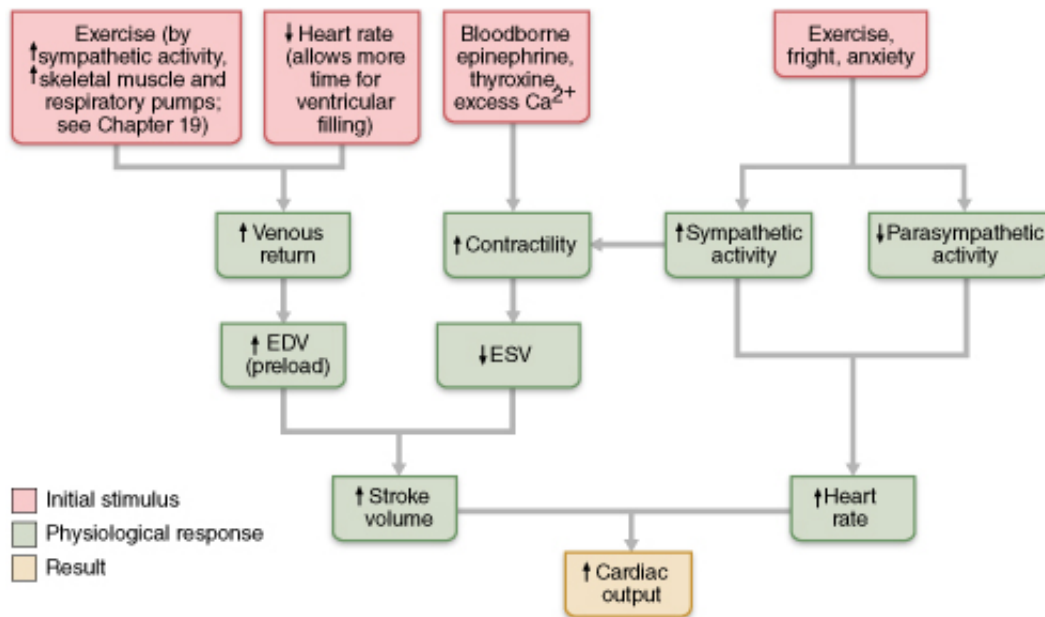 Exercise (by
↑sympathetic activity,
↑skeletal muscle and
respiratory pumps;
see Chapter 19)
↓ Heart rate
(allows more
time for
ventricular
filling)
Bloodborne
epinephrine,
thyroxine,
excess Ca²⁺
Exercise,
fright, anxiety
↑ Venous
return
↑ Contractility
↑ Sympathetic
activity
↓ Parasympathetic
activity
↑ EDV
(preload)
↓ ESV
Initial stimulus
Physiological response
Result
↑ Stroke
volume
↑ Heart
rate
↑ Cardiac
output